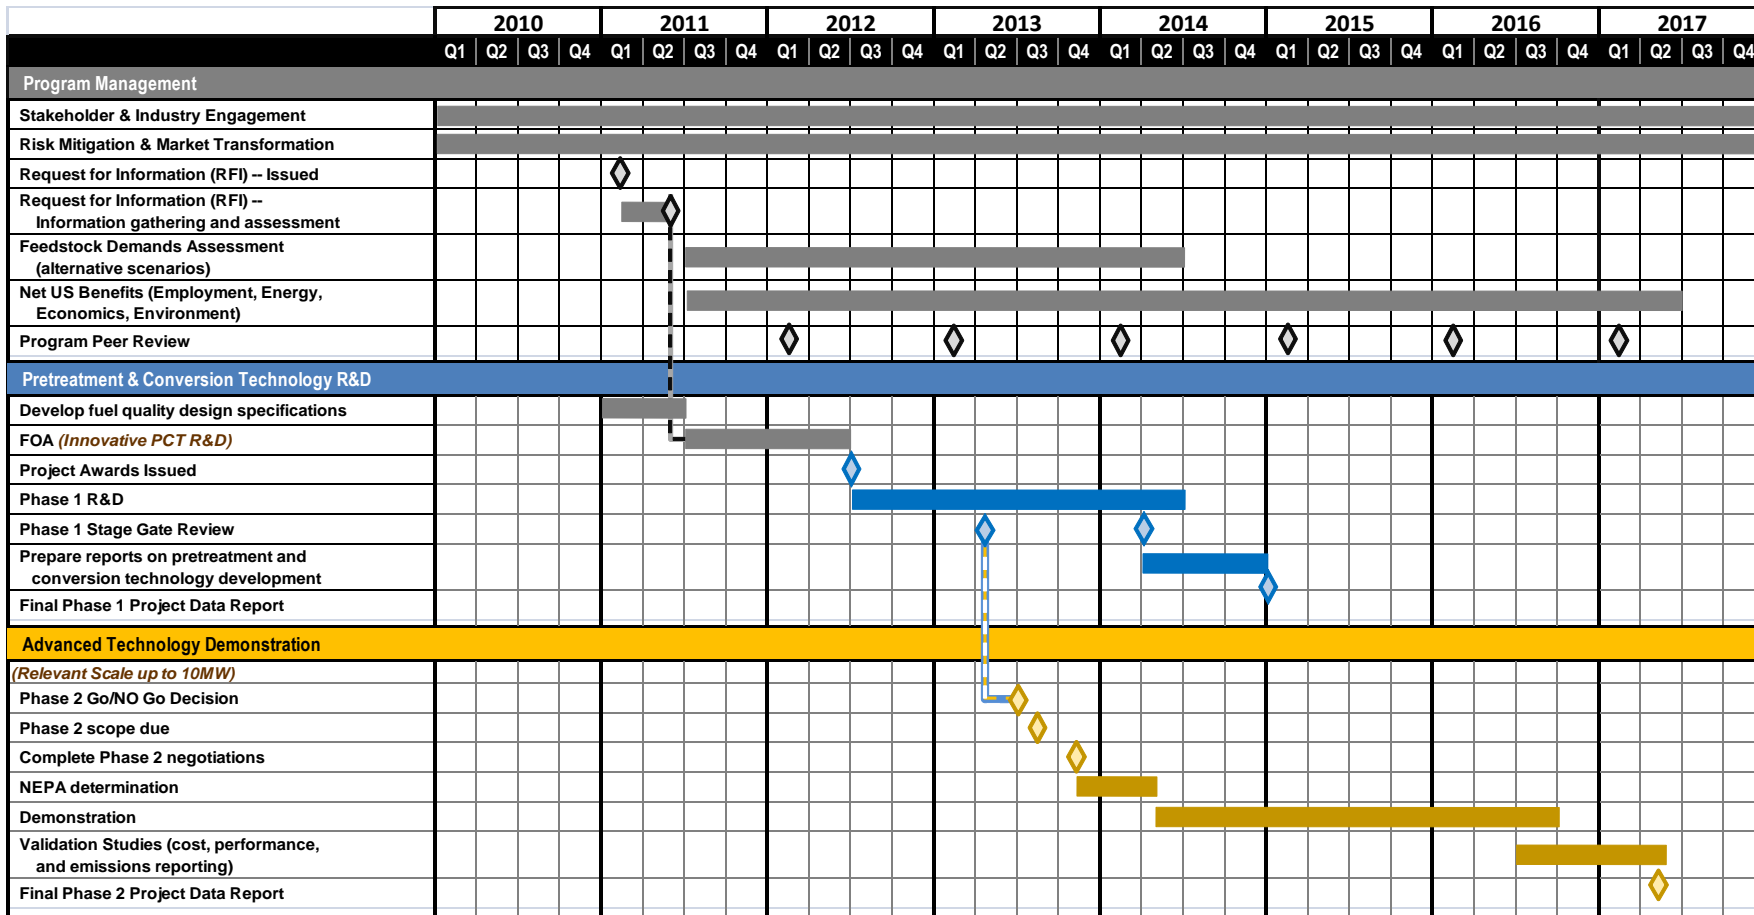 2010 2011 2012 2013 2014 2015 2016 2017
Q1 Q2 Q3 Q4 Q1 Q2 Q3 Q4 Q1 Q2 Q3 Q4 Q1 Q2 Q3 Q4 Q1 Q2 Q3 Q4 Q1 Q2 Q3 Q4 Q1 Q2 Q3 Q4 Q1 Q2 Q3 Q4
Program Management
Stakeholder & Industry Engagement
Risk Mitigation & Market Transformation
Request for Information (RFI) -- Issued
Request for Information (RFI) --
Information gathering and assessment
Feedstock Demands Assessment
(alternative scenarios)
Net US Benefits (Employment, Energy,
Economics, Environment)
Program Peer Review
Pretreatment & Conversion Technology R&D
Develop fuel quality design specifications
FOA (Innovative PCT R&D)
Project Awards Issued
Phase 1 R&D
Phase 1 Stage Gate Review
Prepare reports on pretreatment and
conversion technology development
Final Phase 1 Project Data Report
Advanced Technology Demonstration
(Relevant Scale up to 10MW)
Phase 2 Go/NO Go Decision
Phase 2 scope due
Complete Phase 2 negotiations
NEPA determination
Demonstration
Validation Studies (cost, performance,
and emissions reporting)
Final Phase 2 Project Data Report